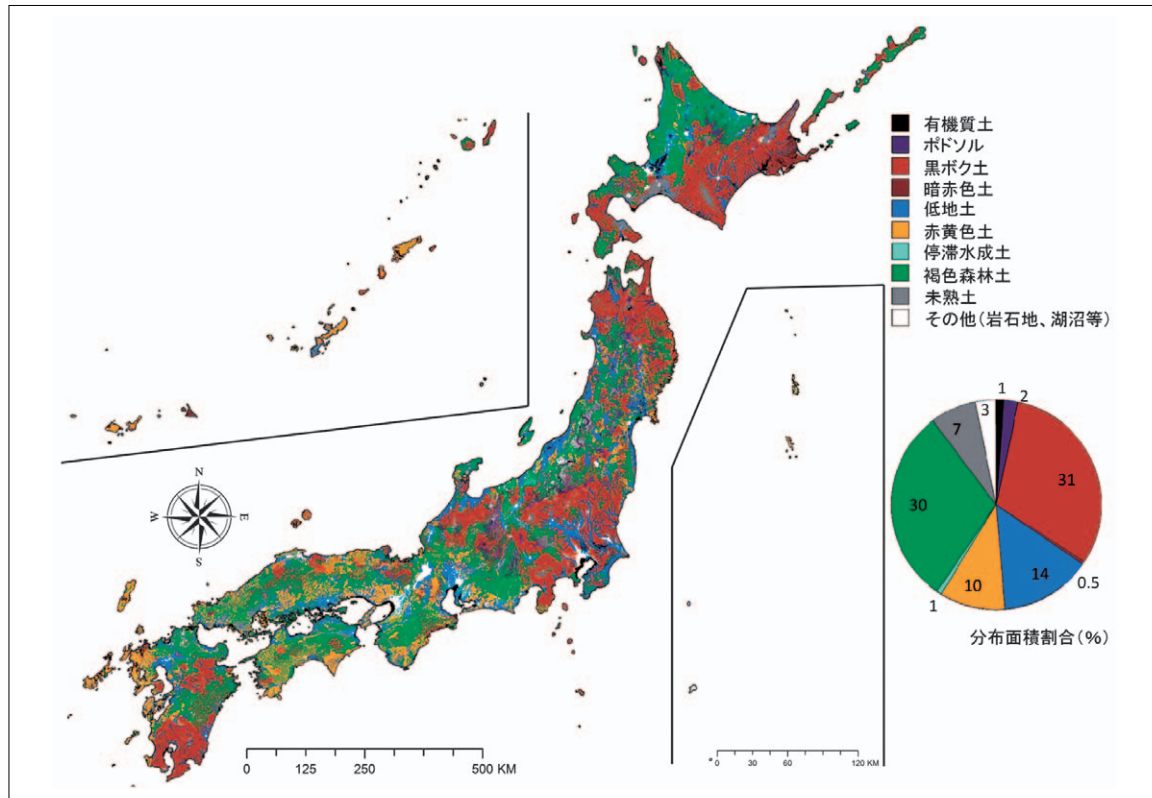 有機質土
ポドソル
黒ボク土
暗赤色土
低地土
赤黄色土
停滞水成土
褐色森林土
未熟土
その他(岩石地、湖沼等)
1
2
3
7
31
30
0.5
14
10
1
分布面積割合(%)
N
W
E
S
0 125 250 500 KM
0 30 60 120 KM